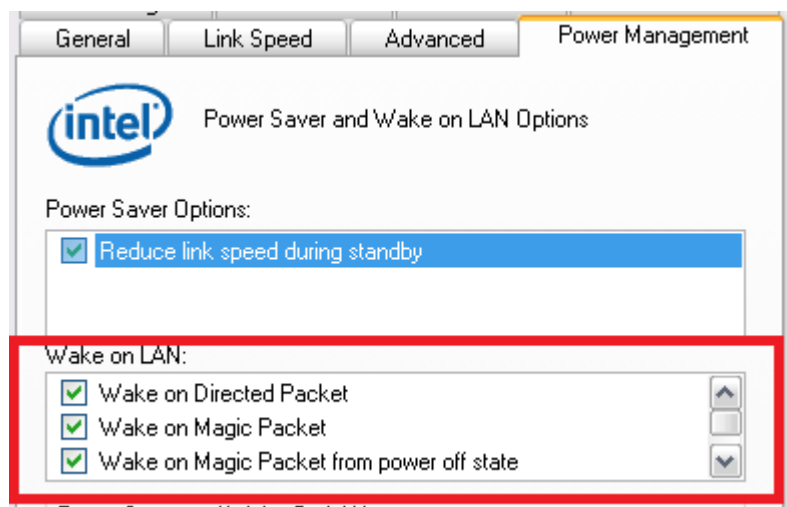 General Link Speed Advanced Power Management
intel Power Saver and Wake on LAN Options
Power Saver Options:
Reduce link speed during standby
Wake on LAN:
Wake on Directed Packet
Wake on Magic Packet
Wake on Magic Packet from power off state